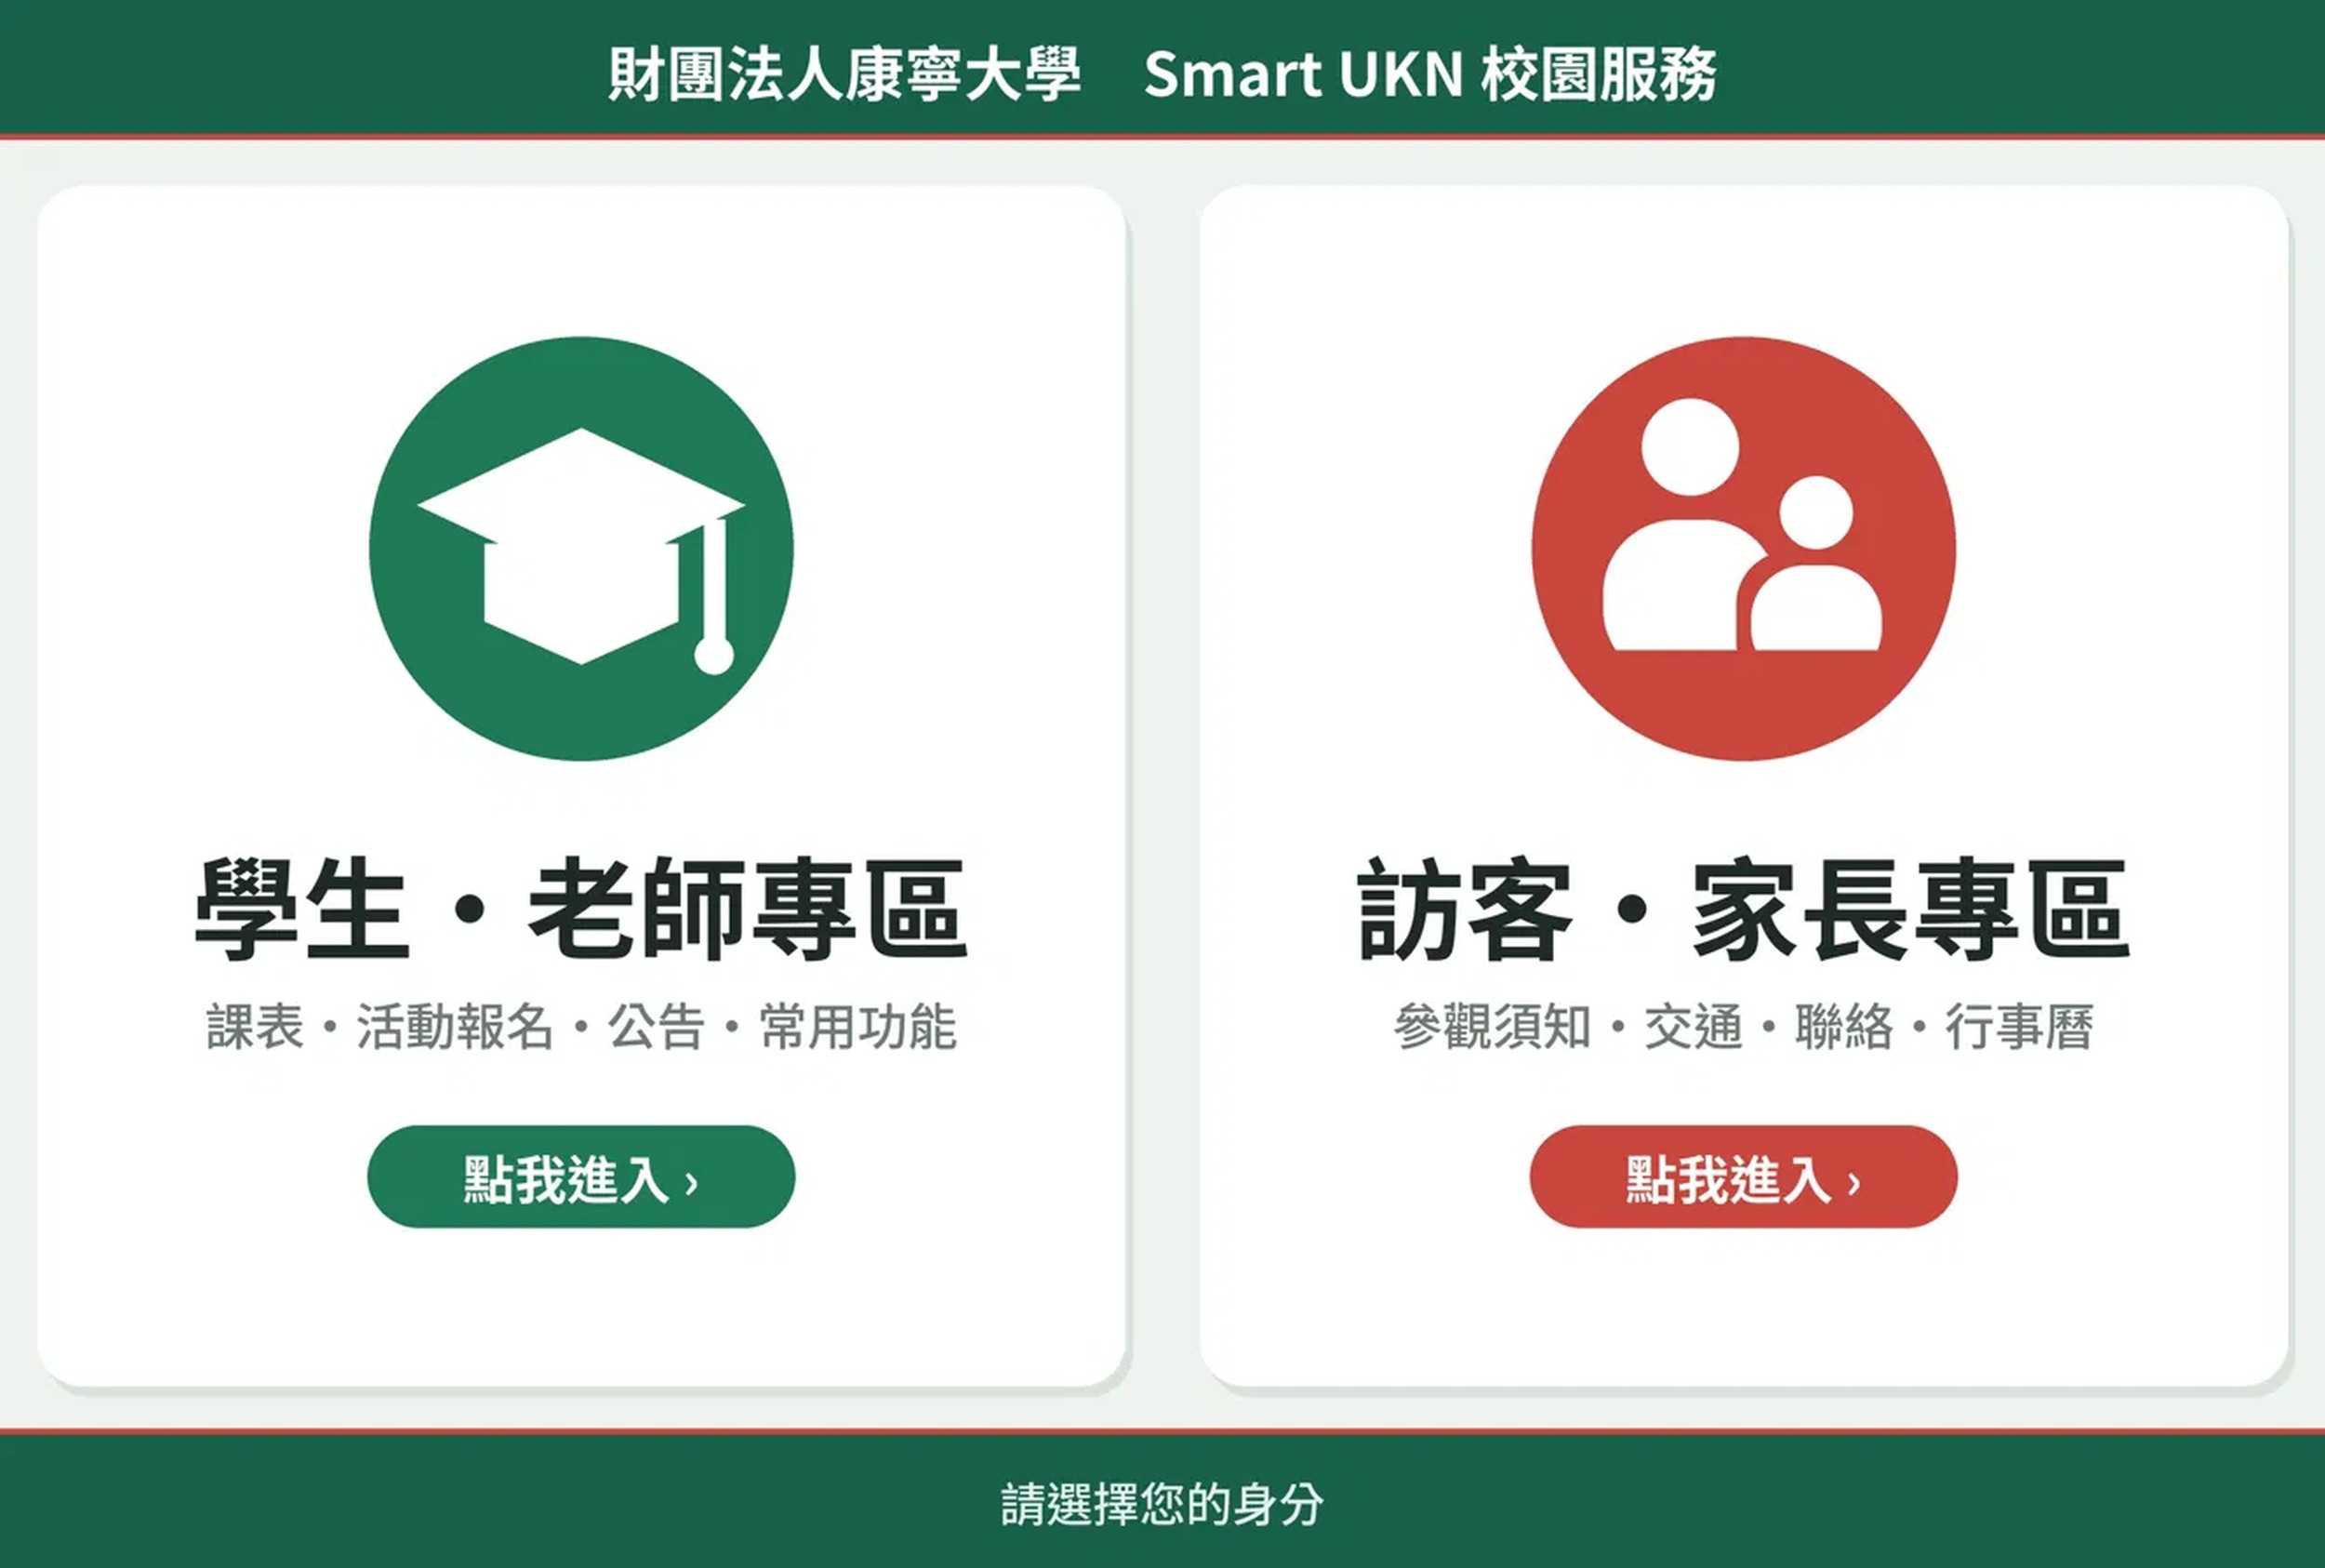 財團法人康寧大學　Smart UKN 校園服務
學生・老師專區
課表・活動報名・公告・常用功能
點我進入 ›
訪客・家長專區
參觀須知・交通・聯絡・行事曆
點我進入 ›
請選擇您的身分